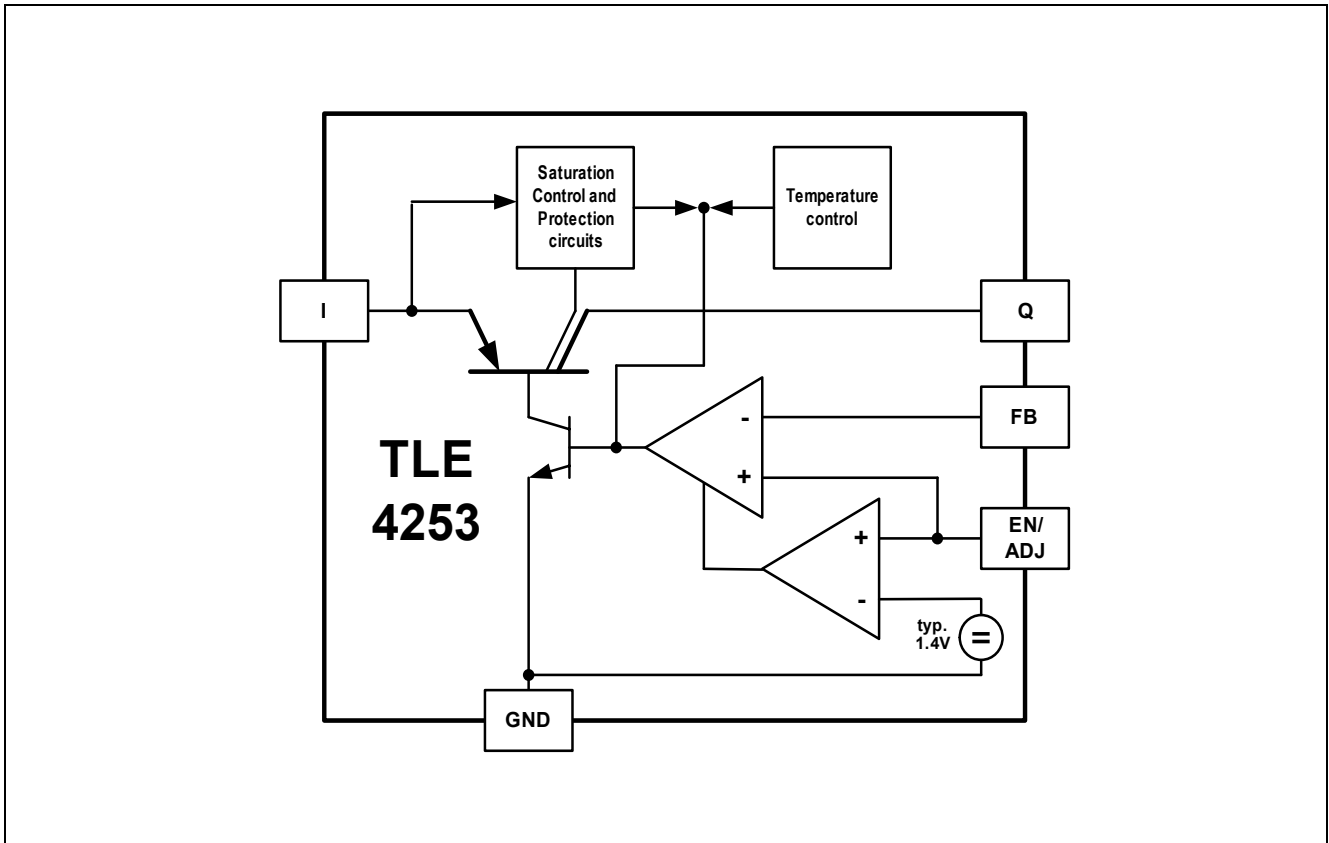 Saturation
Control and
Protection
circuits
Temperature
control
I
Q
FB
-
+
TLE
4253
EN/
ADJ
+
-
typ.
1.4V
=
GND